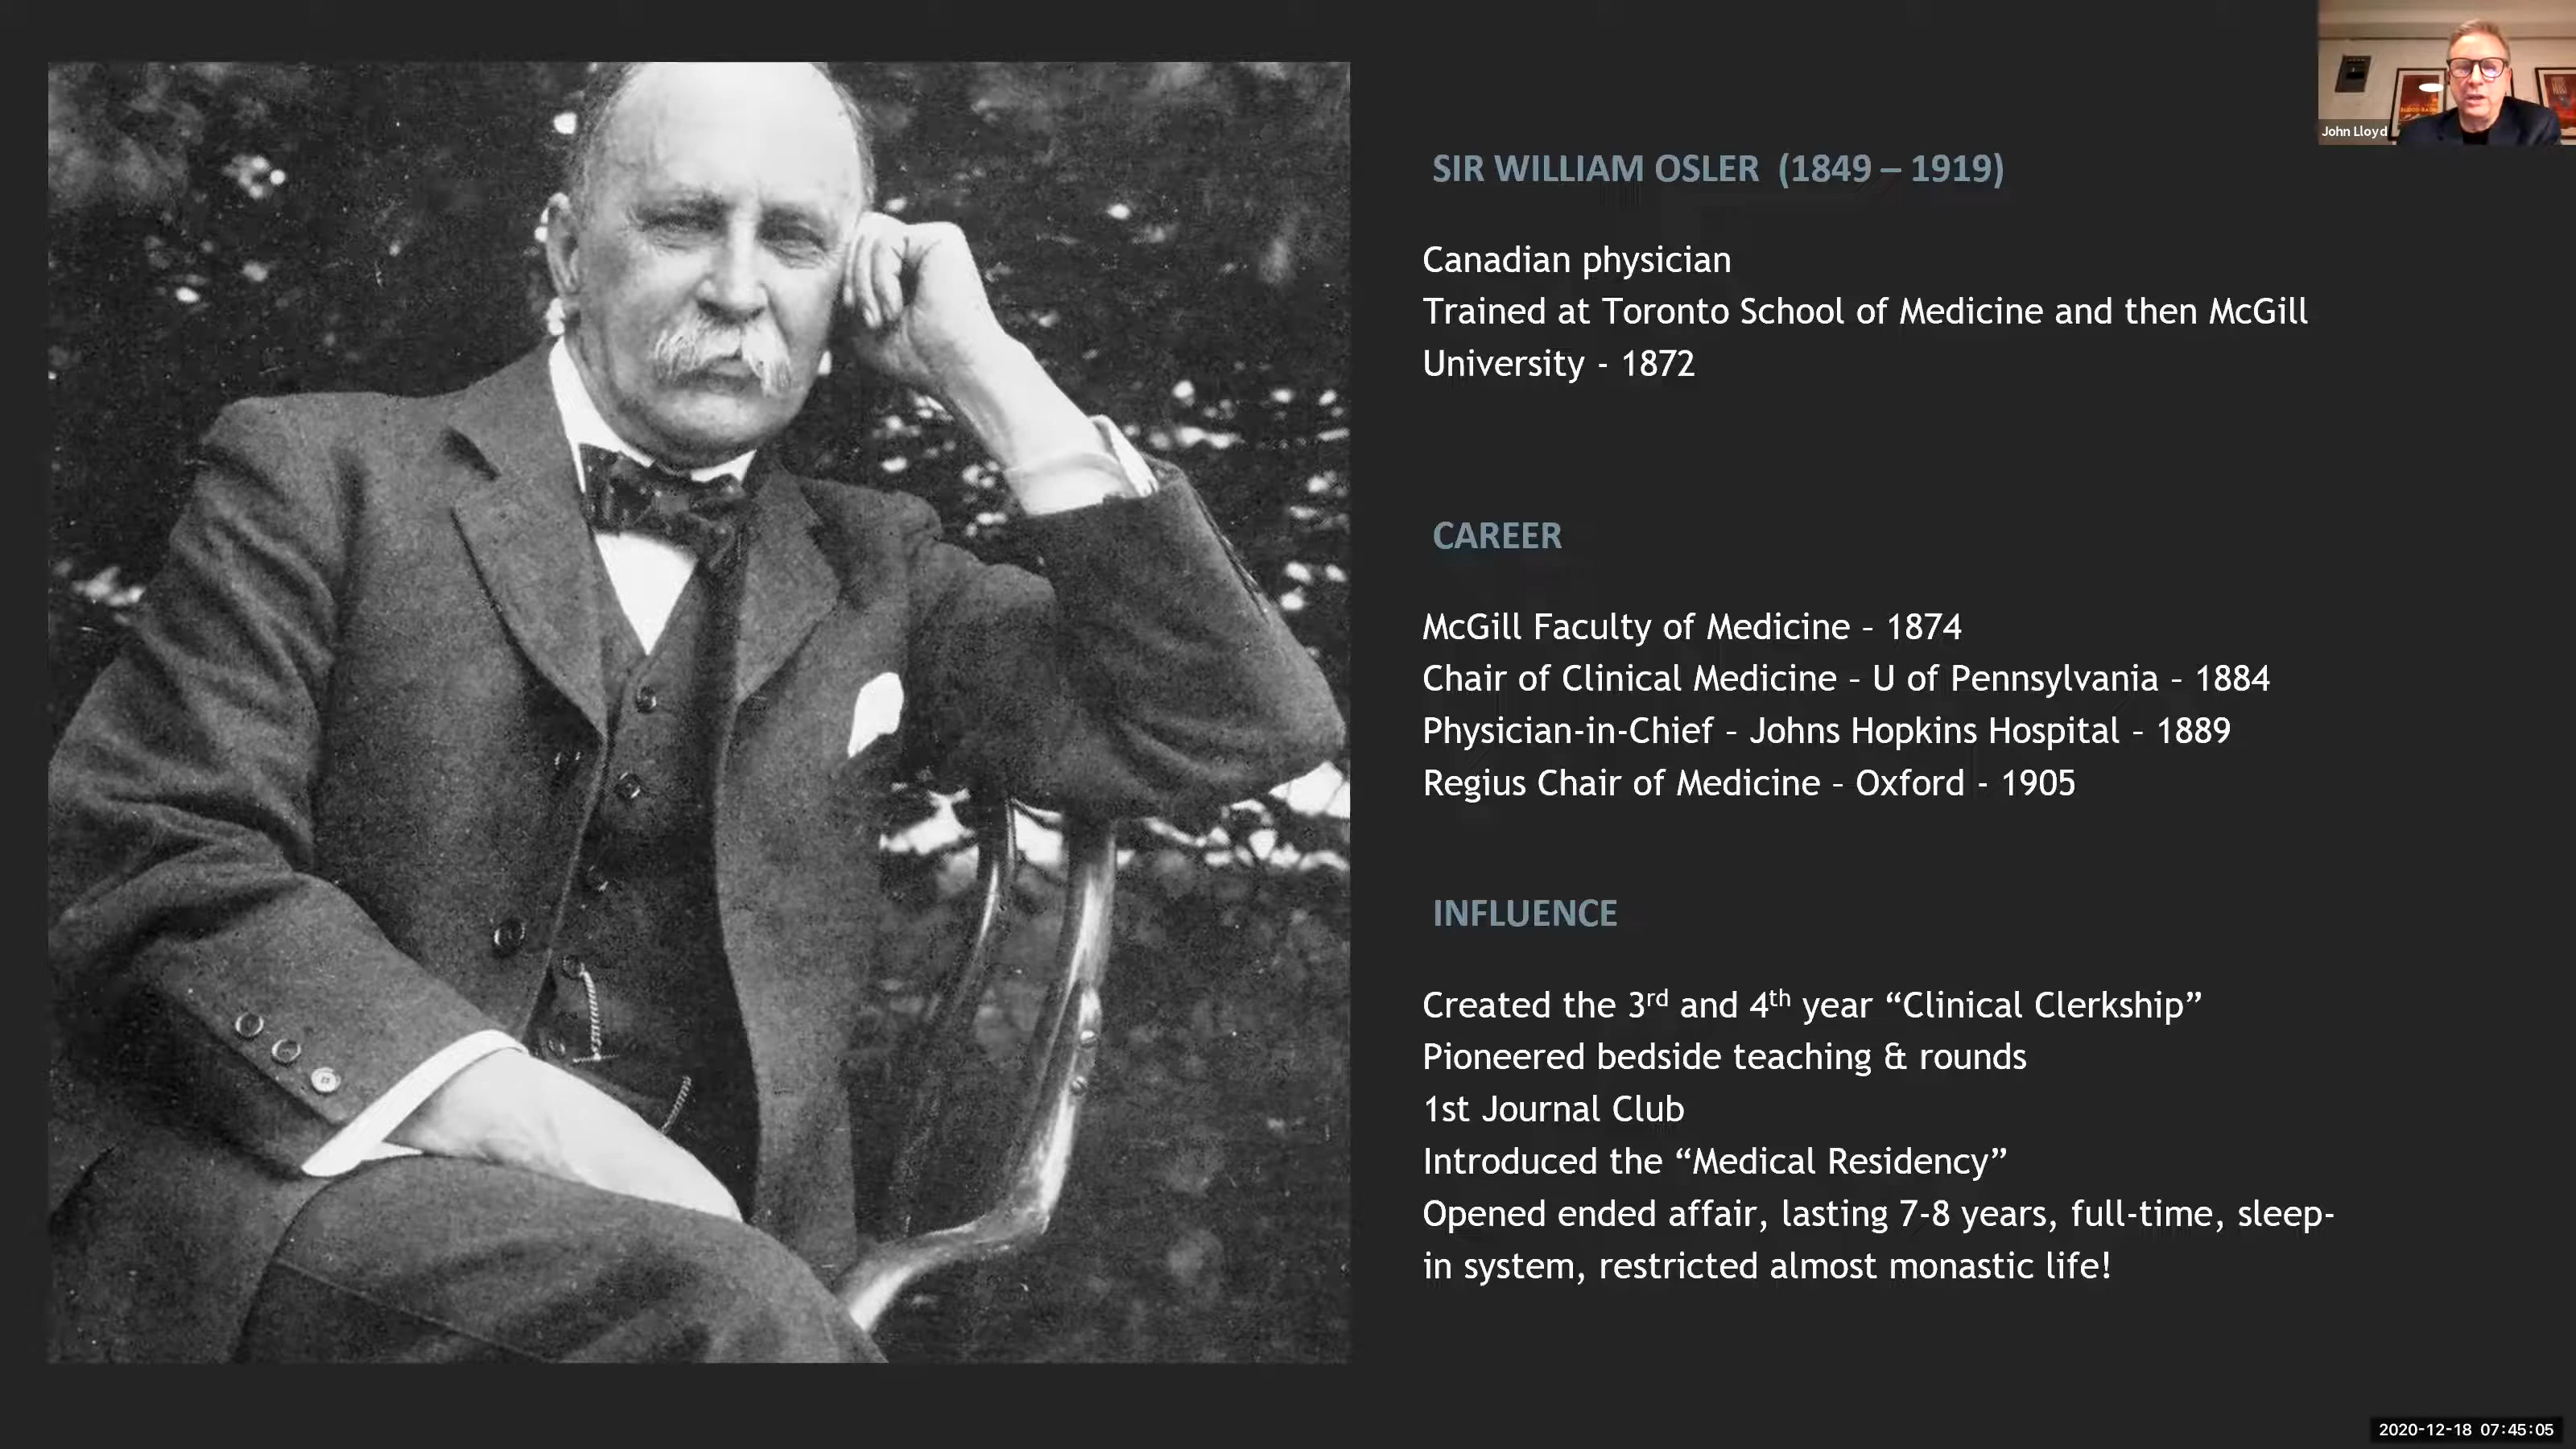 SIR WILLIAM OSLER (1849 – 1919)
Canadian physician
Trained at Toronto School of Medicine and then McGill
University - 1872
CAREER
McGill Faculty of Medicine – 1874
Chair of Clinical Medicine – U of Pennsylvania – 1884
Physician-in-Chief – Johns Hopkins Hospital – 1889
Regius Chair of Medicine – Oxford - 1905
INFLUENCE
Created the 3rd and 4th year “Clinical Clerkship”
Pioneered bedside teaching & rounds
1st Journal Club
Introduced the “Medical Residency”
Opened ended affair, lasting 7-8 years, full-time, sleep-
in system, restricted almost monastic life!
John Lloyd
2020-12-18 07:45:05